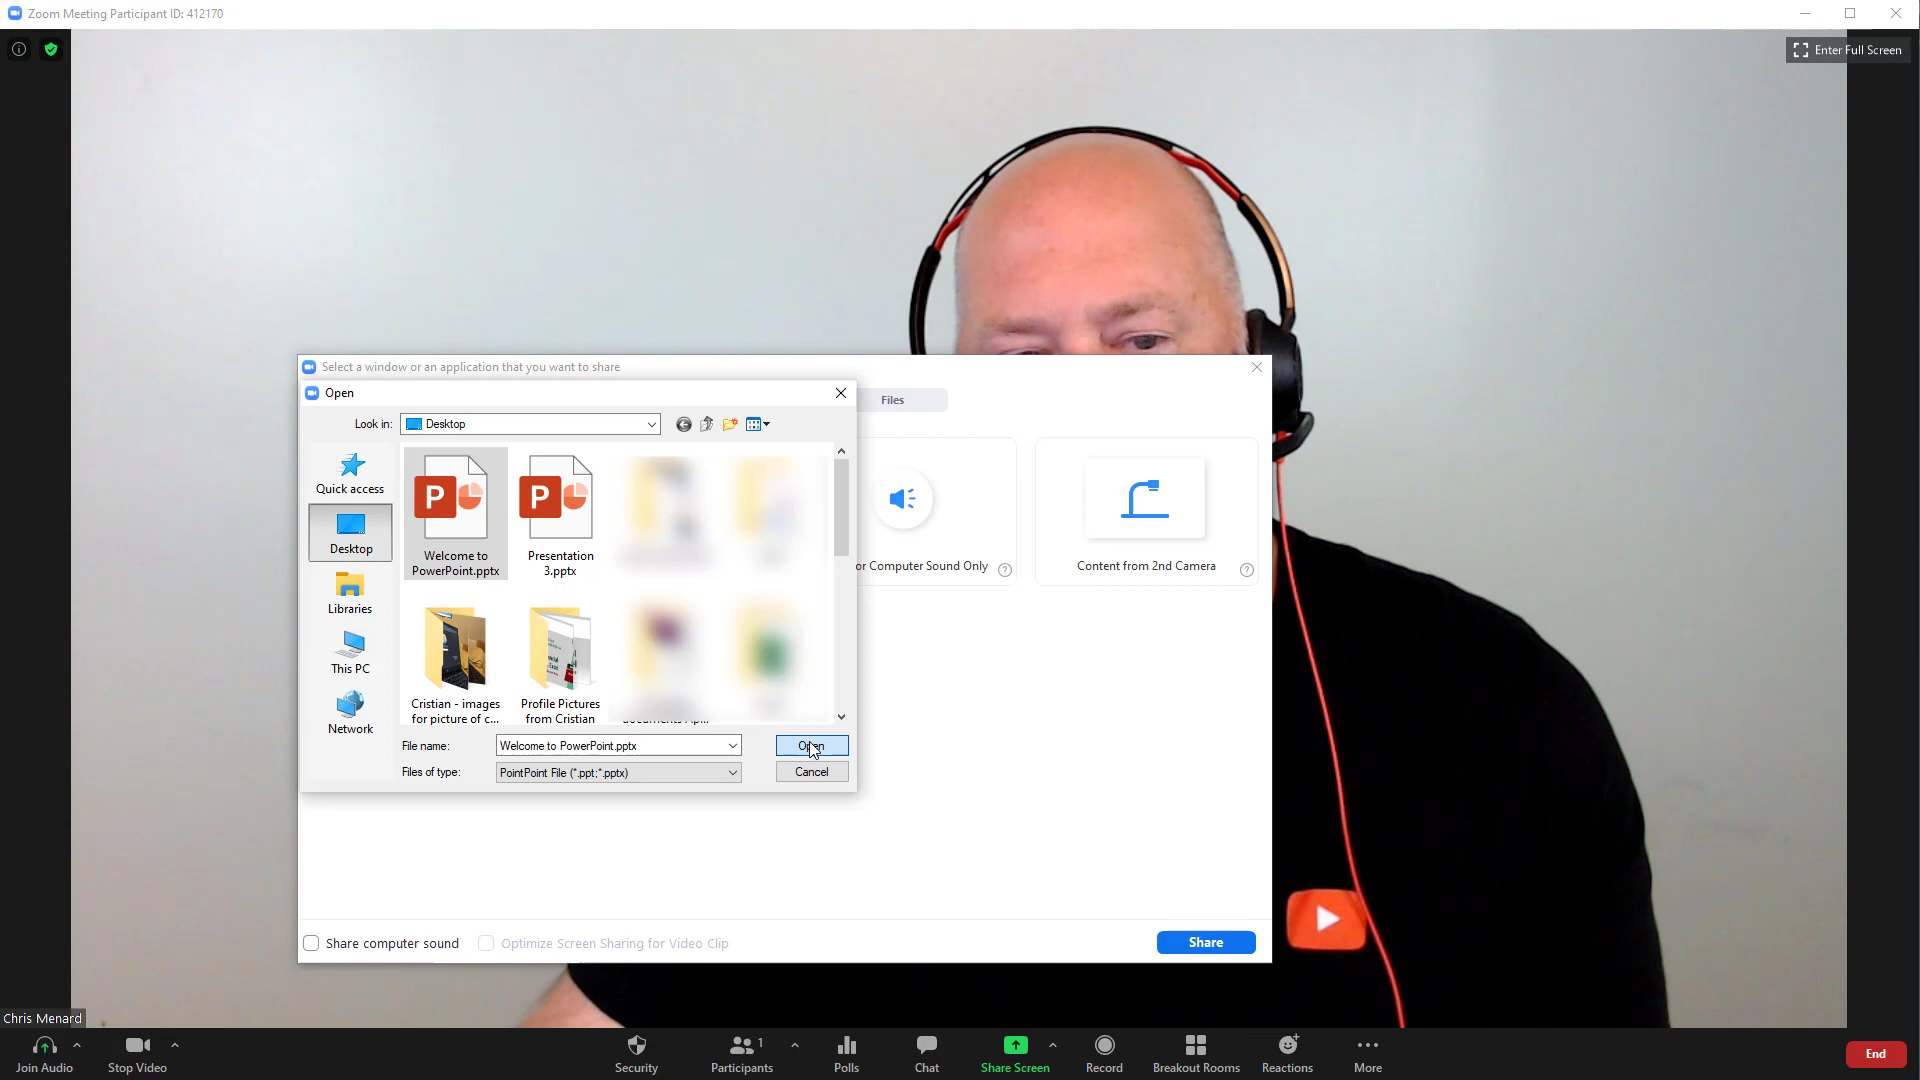 Zoom Meeting Participant ID: 412170
Enter Full Screen
Select a window or an application that you want to share
Open
Files
Look in:
Desktop
Quick access
Desktop
Libraries
This PC
Network
Welcome to
PowerPoint.pptx
Presentation
3.pptx
Cristian - images
for picture of c...
Profile Pictures
from Cristian
or Computer Sound Only
Content from 2nd Camera
File name:
Welcome to PowerPoint.pptx
Open
Files of type:
PointPoint File (*.ppt;*.pptx)
Cancel
Share computer sound
Optimize Screen Sharing for Video Clip
Share
Chris Menard
Join Audio
Stop Video
Security
1
Participants
Polls
Chat
Share Screen
Record
Breakout Rooms
Reactions
More
End